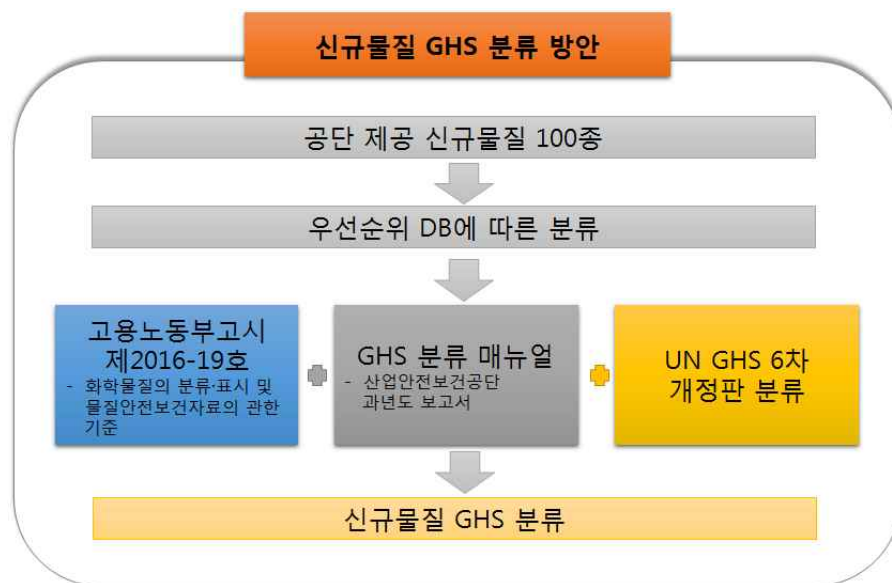 신규물질 GHS 분류 방안
공단 제공 신규물질 100종
우선순위 DB에 따른 분류
고용노동부고시
제2016-19호
- 화학물질의 분류·표시 및
물질안전보건자료의 관한
기준
GHS 분류 매뉴얼
- 산업안전보건공단
과년도 보고서
UN GHS 6차
개정판 분류
신규물질 GHS 분류